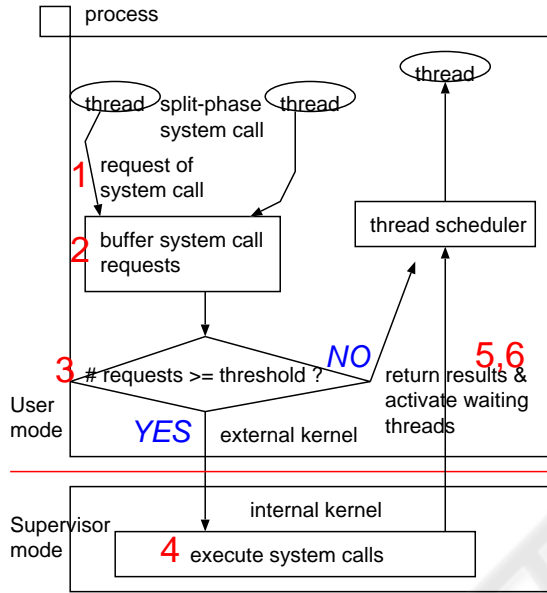 process
thread
thread
split-phase
system call
thread
1
request of
system call
2
buffer system call
requests
thread scheduler
3
# requests >= threshold ?
NO
5,6
return results &
activate waiting
threads
User
mode
YES
external kernel
internal kernel
Supervisor
mode
4
execute system calls